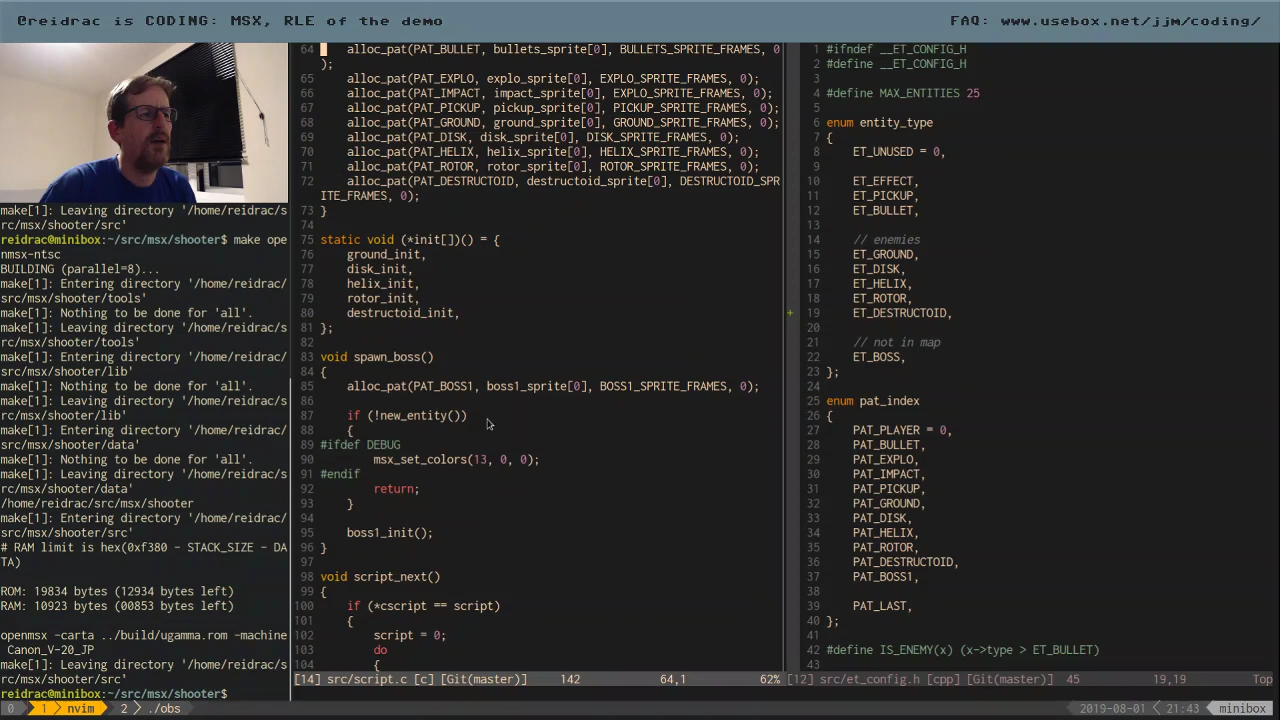 @reidrac is CODING: MSX, RLE of the demo
FAQ: www.usebox.net/jjm/coding/
make[1]: Leaving directory '/home/reidrac/s
rc/msx/shooter/src'
reidrac@minibox:~/src/msx/shooter$ make ope
nmsx-ntsc
BUILDING (parallel=8)...
make[1]: Entering directory '/home/reidrac/
src/msx/shooter/tools'
make[1]: Nothing to be done for 'all'.
make[1]: Leaving directory '/home/reidrac/s
rc/msx/shooter/tools'
make[1]: Entering directory '/home/reidrac/
src/msx/shooter/lib'
make[1]: Nothing to be done for 'all'.
make[1]: Leaving directory '/home/reidrac/s
rc/msx/shooter/lib'
make[1]: Entering directory '/home/reidrac/
src/msx/shooter/data'
make[1]: Nothing to be done for 'all'.
make[1]: Leaving directory '/home/reidrac/s
rc/msx/shooter/data'
/home/reidrac/src/msx/shooter
make[1]: Entering directory '/home/reidrac/
src/msx/shooter/src'
# RAM limit is hex(0xf380 - STACK_SIZE - DA
TA)
ROM: 19834 bytes (12934 bytes left)
RAM: 10923 bytes (00853 bytes left)
openmsx -carta ../build/ugamma.rom -machine
Canon_V-20_JP
make[1]: Leaving directory '/home/reidrac/s
rc/msx/shooter/src'
reidrac@minibox:~/src/msx/shooter$
64 alloc_pat(PAT_BULLET, bullets_sprite[0], BULLETS_SPRITE_FRAMES, 0
);
65 alloc_pat(PAT_EXPLO, explo_sprite[0], EXPLO_SPRITE_FRAMES, 0);
66 alloc_pat(PAT_IMPACT, impact_sprite[0], EXPLO_SPRITE_FRAMES, 0);
67 alloc_pat(PAT_PICKUP, pickup_sprite[0], PICKUP_SPRITE_FRAMES, 0);
68 alloc_pat(PAT_GROUND, ground_sprite[0], GROUND_SPRITE_FRAMES, 0);
69 alloc_pat(PAT_DISK, disk_sprite[0], DISK_SPRITE_FRAMES, 0);
70 alloc_pat(PAT_HELIX, helix_sprite[0], HELIX_SPRITE_FRAMES, 0);
71 alloc_pat(PAT_ROTOR, rotor_sprite[0], ROTOR_SPRITE_FRAMES, 0);
72 alloc_pat(PAT_DESTRUCTOID, destructoid_sprite[0], DESTRUCTOID_SPR
ITE_FRAMES, 0);
73 }
74
75 static void (*init[])() = {
76 ground_init,
77 disk_init,
78 helix_init,
79 rotor_init,
80 destructoid_init,
81 };
82
83 void spawn_boss()
84 {
85 alloc_pat(PAT_BOSS1, boss1_sprite[0], BOSS1_SPRITE_FRAMES, 0);
86
87 if (!new_entity())
88 {
89 #ifdef DEBUG
90 msx_set_colors(13, 0, 0);
91 #endif
92 return;
93 }
94
95 boss1_init();
96 }
97
98 void script_next()
99 {
100 if (*cscript == script)
101 {
102 script = 0;
103 do
104 {
[14] src/script.c [c] [Git(master)] 142 64,1 62%
1 #ifndef __ET_CONFIG_H
2 #define __ET_CONFIG_H
3
4 #define MAX_ENTITIES 25
5
6 enum entity_type
7 {
8 ET_UNUSED = 0,
9
10 ET_EFFECT,
11 ET_PICKUP,
12 ET_BULLET,
13
14 // enemies
15 ET_GROUND,
16 ET_DISK,
17 ET_HELIX,
18 ET_ROTOR,
+ 19 ET_DESTRUCTOID,
20
21 // not in map
22 ET_BOSS,
23 };
24
25 enum pat_index
26 {
27 PAT_PLAYER = 0,
28 PAT_BULLET,
29 PAT_EXPLO,
30 PAT_IMPACT,
31 PAT_PICKUP,
32 PAT_GROUND,
33 PAT_DISK,
34 PAT_HELIX,
35 PAT_ROTOR,
36 PAT_DESTRUCTOID,
37 PAT_BOSS1,
38
39 PAT_LAST,
40 };
41
42 #define IS_ENEMY(x) (x->type > ET_BULLET)
43
[12] src/et_config.h [cpp] [Git(master)] 45 19,19 Top
0 1 nvim 2 ./obs
2019-08-01 21:43 minibox